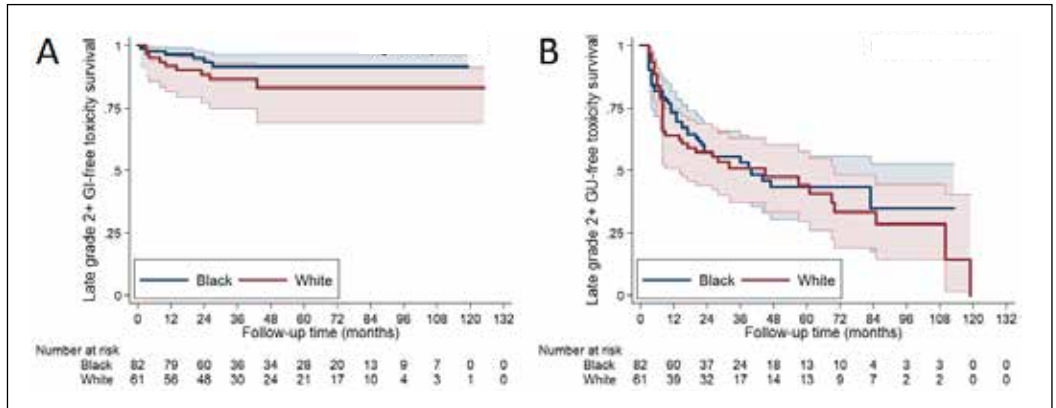 A
Late grade 2+ GI-free toxicity survival)
1
.75
.5
.25
0
Black White
0 12 24 36 48 60 72 84 96 108 120 132
Follow-up time (months)
Number at risk
Black 82 79 60 36 34 28 20 13 9 7 0 0
White 61 56 48 30 24 21 17 10 4 3 1 0
B
Late grade 2+ GU-free toxicity survival)
1
.75
.5
.25
0
Black White
0 12 24 36 48 60 72 84 96 108 120 132
Follow-up time (months)
Number at risk
Black 82 60 37 24 18 13 10 4 3 3 0 0
White 61 39 32 17 14 13 9 7 2 2 0 0